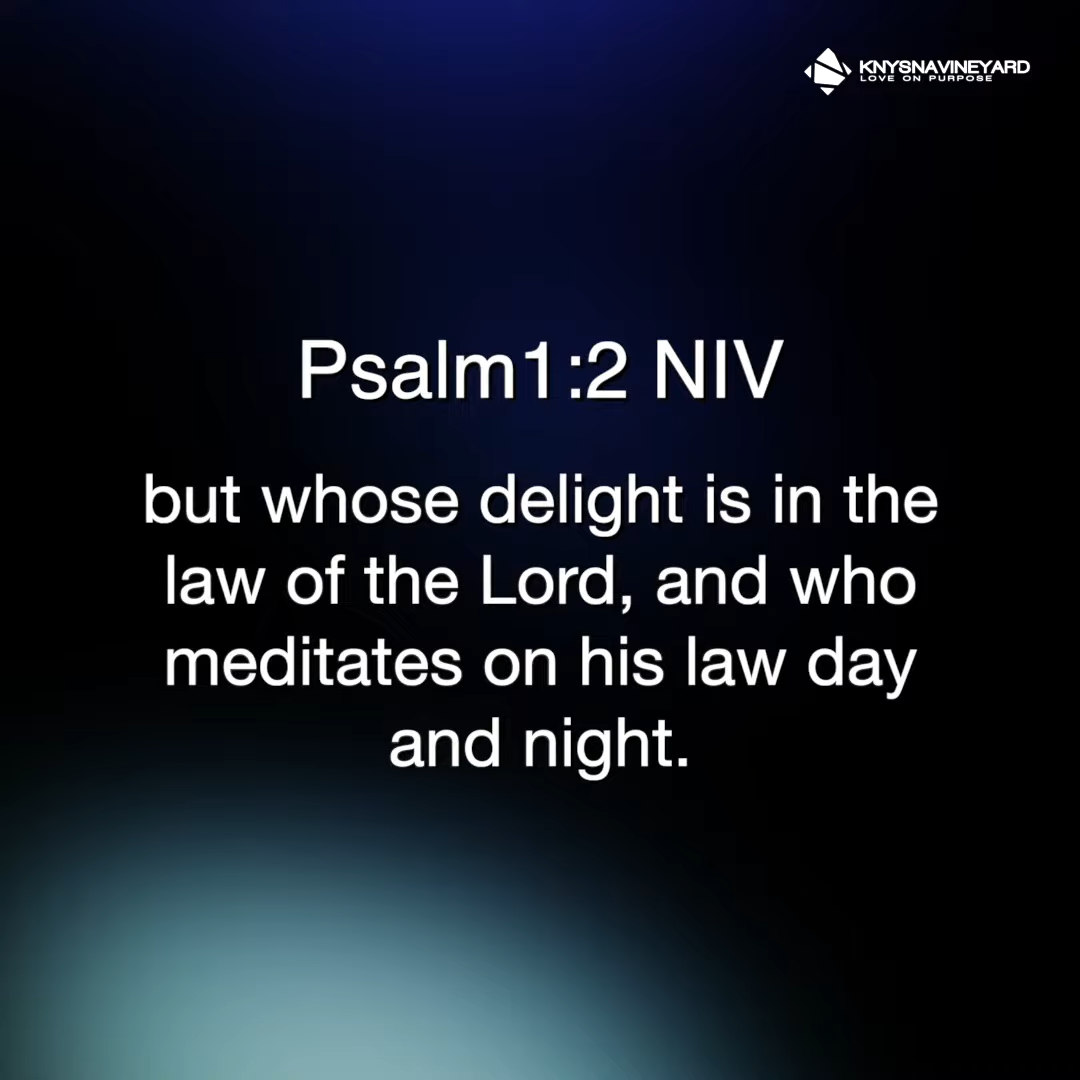 KNYSNAVINEYARD
LOVE ON PURPOSE
Psalm1:2 NIV
but whose delight is in the
law of the Lord, and who
meditates on his law day
and night.